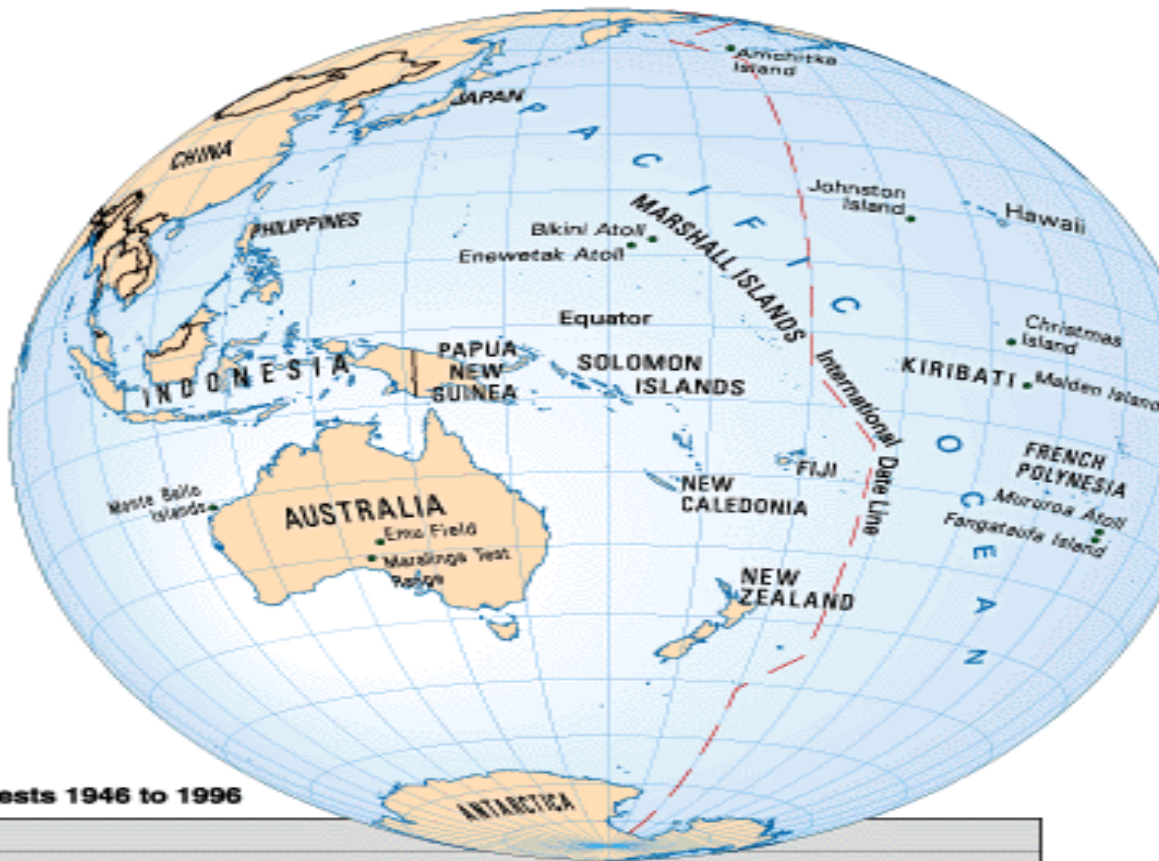 Amchitka
Island
JAPAN
PACIFIC
CHINA
Johnston
Island
Hawaii
MARSHALL ISLANDS
PHILIPPINES
Bikini Atoll
Enewetak Atoll
Equator
Christmas
Island
PAPUA
NEW
GUINEA
SOLOMON
ISLANDS
INDONESIA
International
Date Line
KIRIBATI
Malden Island
OCEAN
FRENCH
POLYNESIA
FIJI
NEW
CALEDONIA
Monte Bello
Islands
AUSTRALIA
Emu Field
Maralinga Test
Range
Mururoa Atoll
Fangataufa Island
NEW
ZEALAND
ests 1946 to 1996
ANTARCTICA